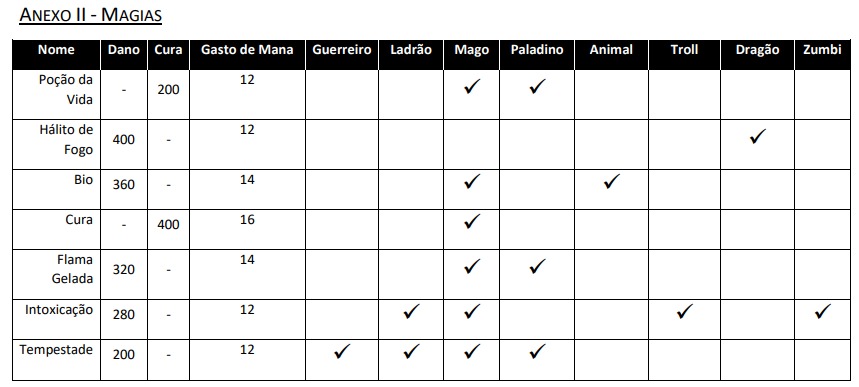 ANEXO II - MAGIAS
Nome Dano Cura Gasto de Mana Guerreiro Ladrão Mago Paladino Animal Troll Dragão Zumbi
Poção da Vida - 200 12 ✓ ✓
Hálito de Fogo 400 - 12 ✓
Bio 360 - 14 ✓ ✓
Cura - 400 16 ✓
Flama Gelada 320 - 14 ✓ ✓
Intoxicação 280 - 12 ✓ ✓ ✓ ✓
Tempestade 200 - 12 ✓ ✓ ✓ ✓